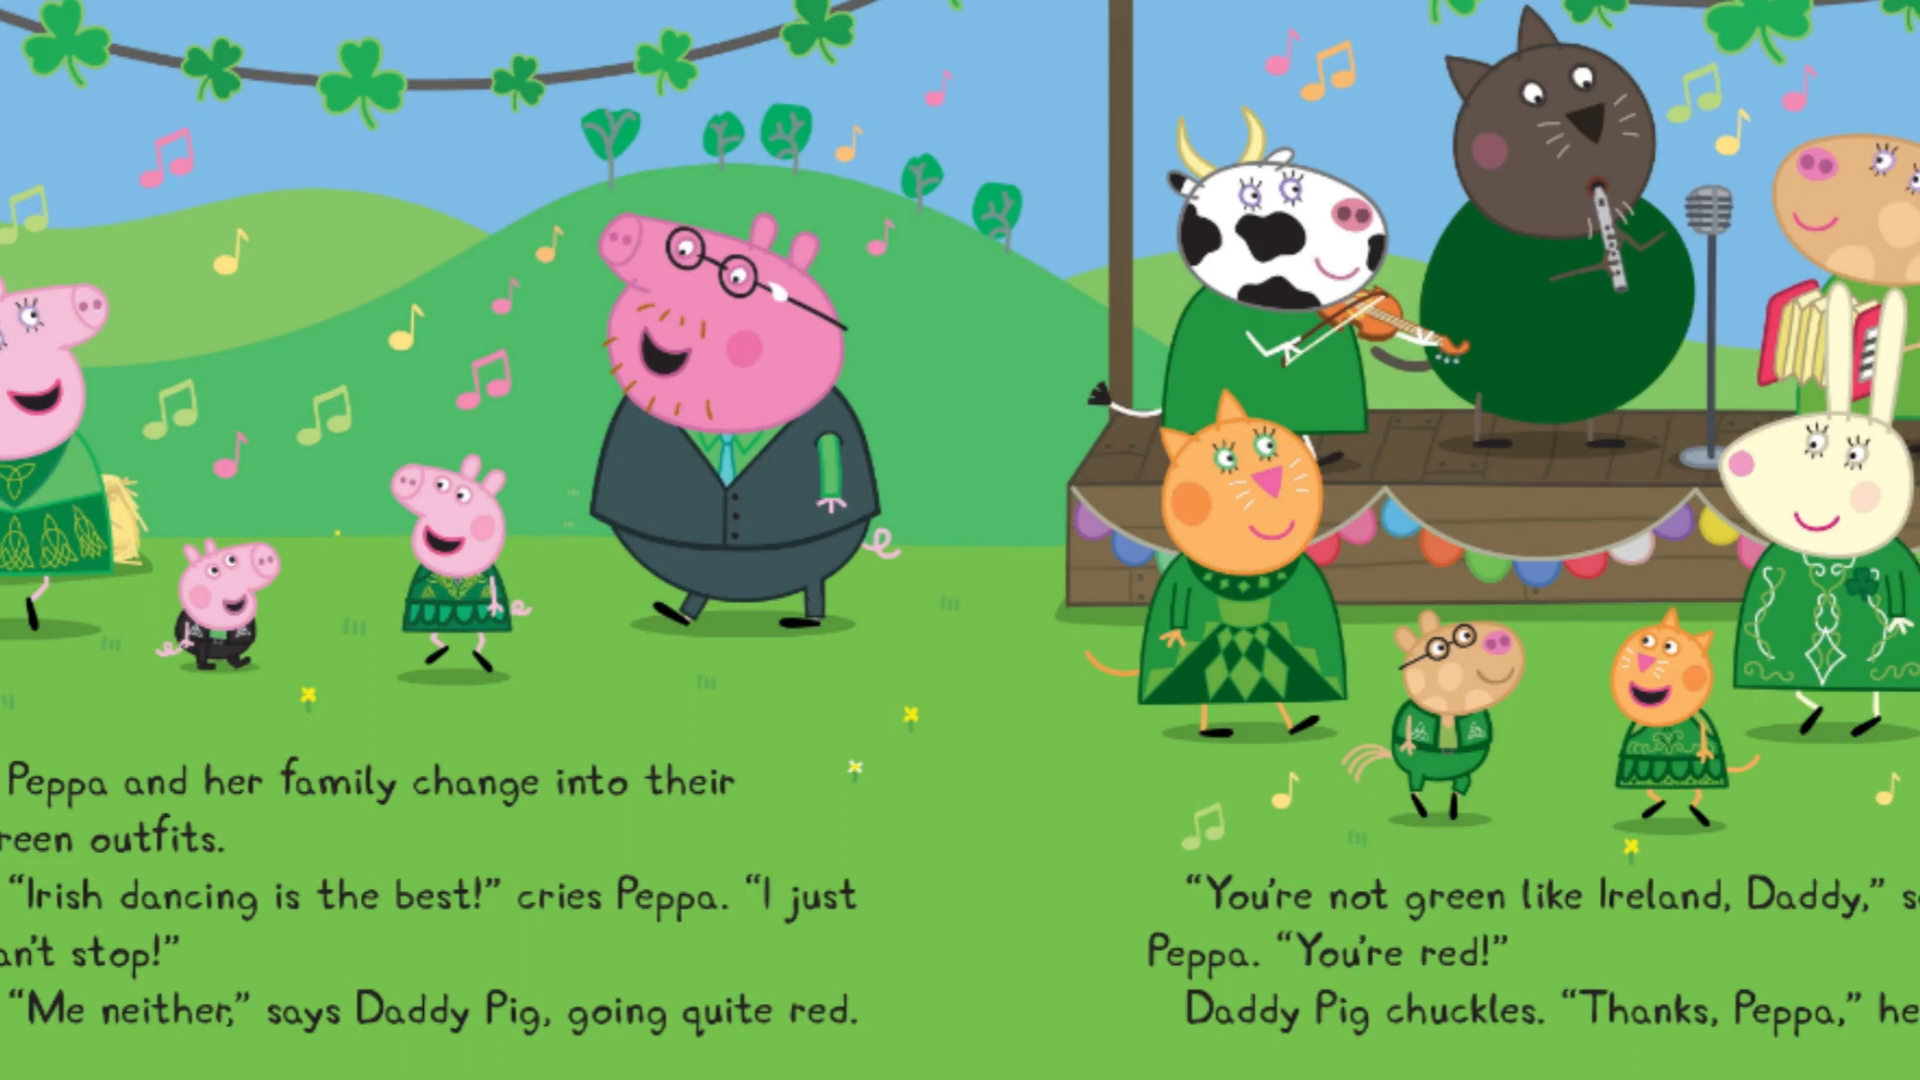 Peppa and her family change into their
reen outfits.
“Irish dancing is the best!” cries Peppa. “I just
an’t stop!”
“Me neither,” says Daddy Pig, going quite red.
“You’re not green like Ireland, Daddy,” s
Peppa. “You’re red!”
Daddy Pig chuckles. “Thanks, Peppa,” he